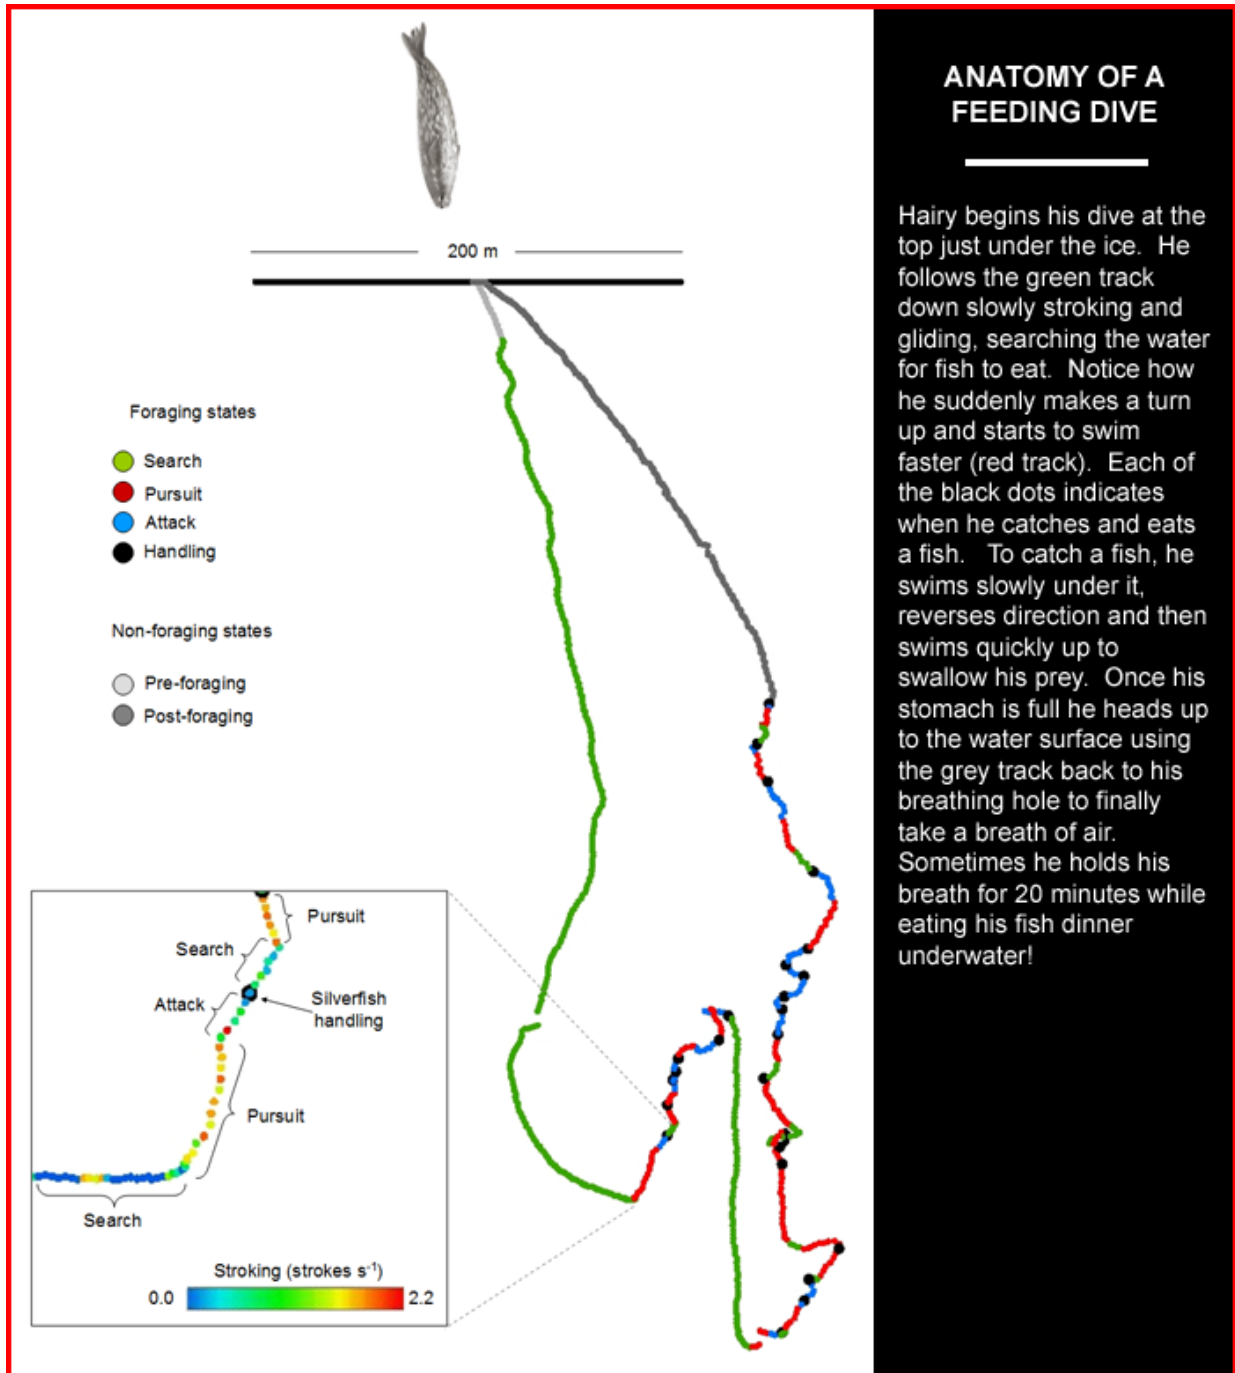 200 m
Foraging states
Search
Pursuit
Attack
Handling
Non-foraging states
Pre-foraging
Post-foraging
Pursuit
Search
Attack
Silverfish
handling
Pursuit
Search
Stroking (strokes s⁻¹)
0.0
2.2
ANATOMY OF A
FEEDING DIVE
Hairy begins his dive at the
top just under the ice.  He
follows the green track
down slowly stroking and
gliding, searching the water
for fish to eat.  Notice how
he suddenly makes a turn
up and starts to swim
faster (red track).  Each of
the black dots indicates
when he catches and eats
a fish.   To catch a fish, he
swims slowly under it,
reverses direction and then
swims quickly up to
swallow his prey.  Once his
stomach is full he heads up
to the water surface using
the grey track back to his
breathing hole to finally
take a breath of air.
Sometimes he holds his
breath for 20 minutes while
eating his fish dinner
underwater!